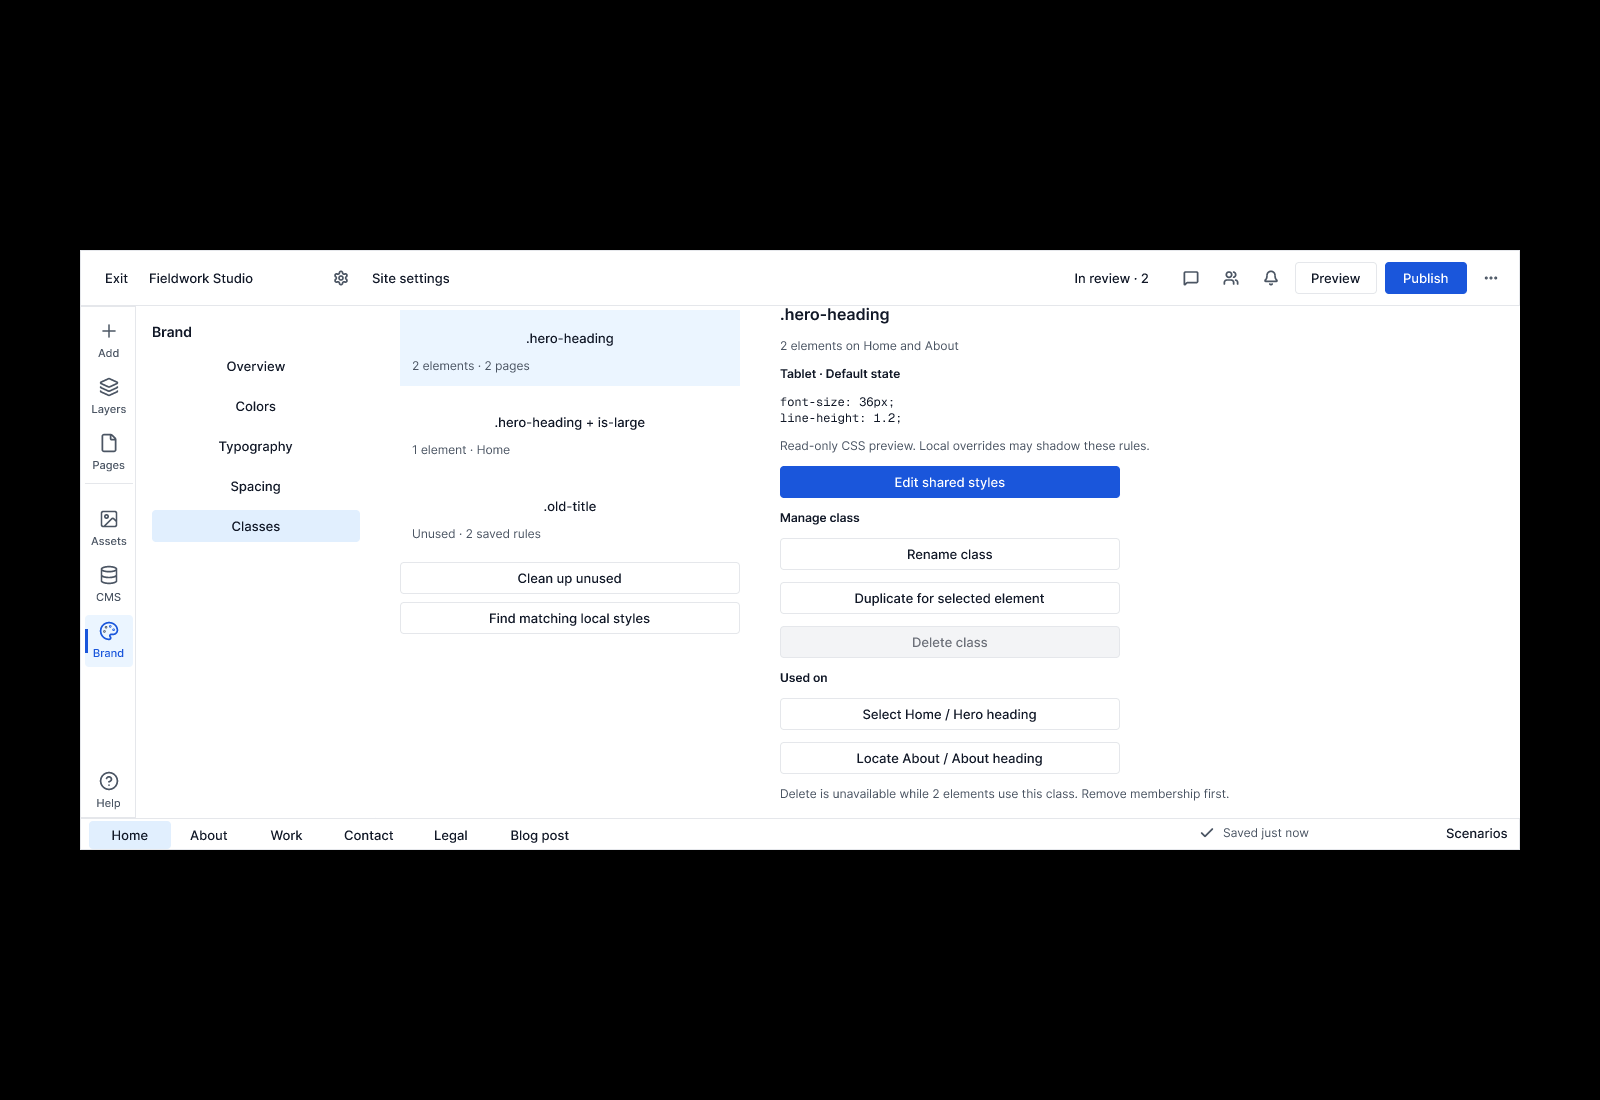 Exit
Fieldwork Studio
Site settings
In review · 2
Preview
Publish
Add
Layers
Pages
Assets
CMS
Brand
Help
Brand
Overview
Colors
Typography
Spacing
Classes
.hero-heading
2 elements · 2 pages
.hero-heading + is-large
1 element · Home
.old-title
Unused · 2 saved rules
Clean up unused
Find matching local styles
.hero-heading
2 elements on Home and About
Tablet · Default state
font-size: 36px;
line-height: 1.2;
Read-only CSS preview. Local overrides may shadow these rules.
Edit shared styles
Manage class
Rename class
Duplicate for selected element
Delete class
Used on
Select Home / Hero heading
Locate About / About heading
Delete is unavailable while 2 elements use this class. Remove membership first.
Home
About
Work
Contact
Legal
Blog post
Saved just now
Scenarios